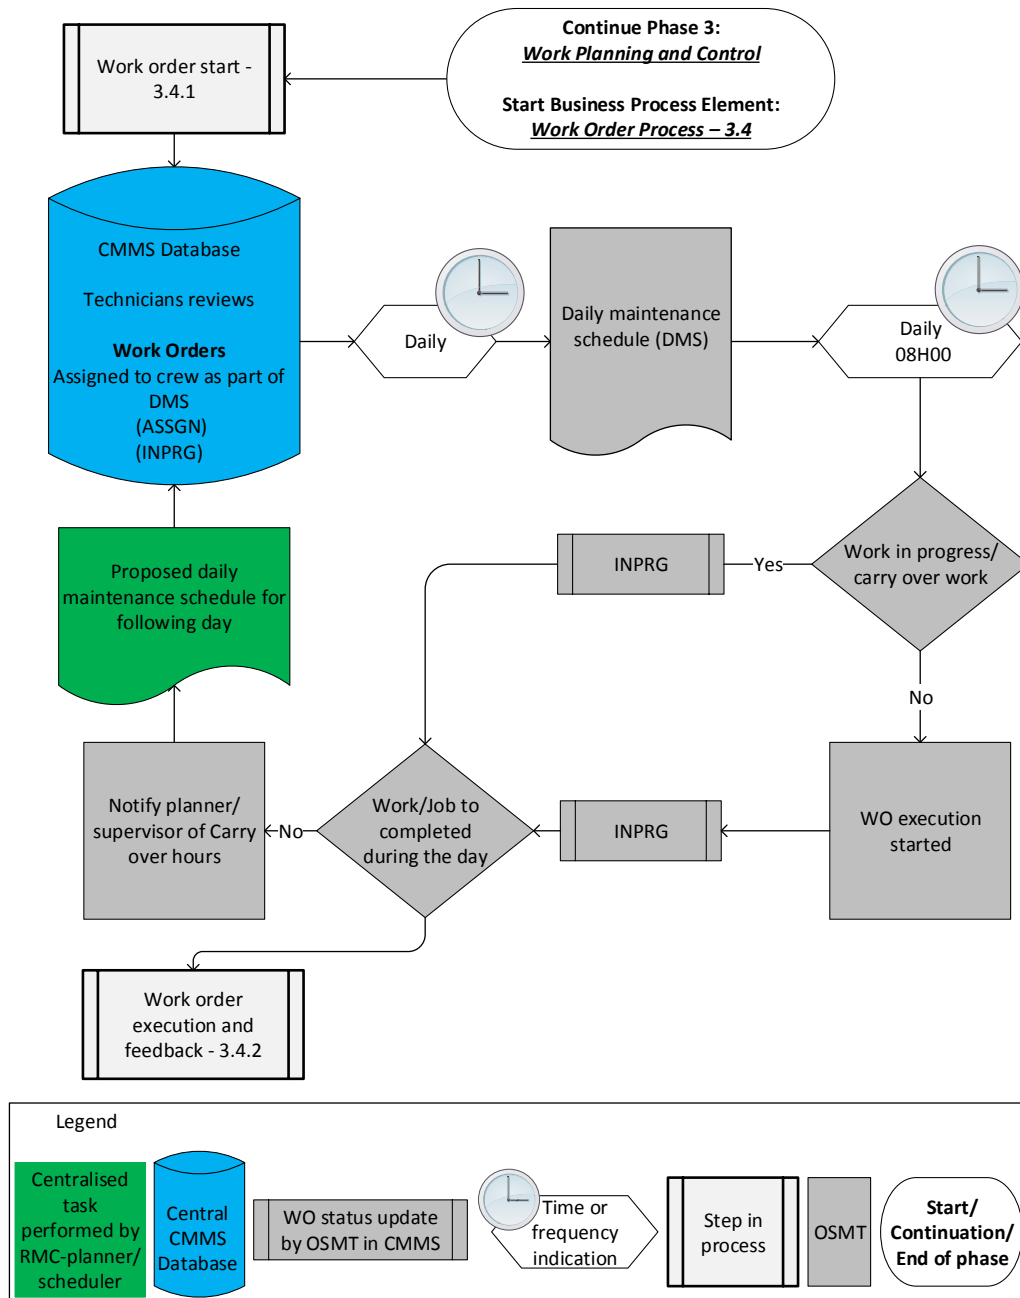 Continue Phase 3:
Work Planning and Control
Start Business Process Element:
Work Order Process – 3.4
Work order start -
3.4.1
CMMS Database
Technicians reviews
Work Orders
Assigned to crew as part of
DMS
(ASSGN)
(INPRG)
Daily
Daily maintenance
schedule (DMS)
Daily
08H00
Work in progress/
carry over work
Yes
INPRG
No
Proposed daily
maintenance schedule for
following day
WO execution
started
INPRG
Work/Job to
completed
during the day
No
Notify planner/
supervisor of Carry
over hours
Work order
execution and
feedback - 3.4.2
Legend
Centralised
task
performed by
RMC-planner/
scheduler
Central
CMMS
Database
WO status update
by OSMT in CMMS
Time or
frequency
indication
Step in
process
OSMT
Start/
Continuation/
End of phase